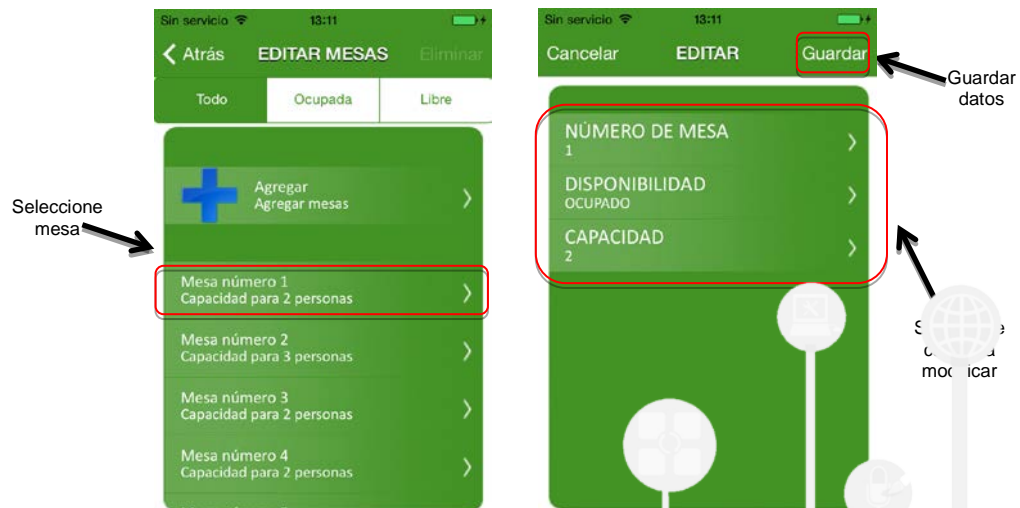 Sin servicio 13:11
Atrás EDITAR MESAS Eliminar
Todo Ocupada Libre
Agregar
Agregar mesas
Seleccione
mesa
Mesa número 1
Capacidad para 2 personas
Mesa número 2
Capacidad para 3 personas
Mesa número 3
Capacidad para 2 personas
Mesa número 4
Capacidad para 2 personas
Sin servicio 13:11
Cancelar EDITAR Guardar
Guardar
datos
NÚMERO DE MESA
1
DISPONIBILIDAD
OCUPADO
CAPACIDAD
2